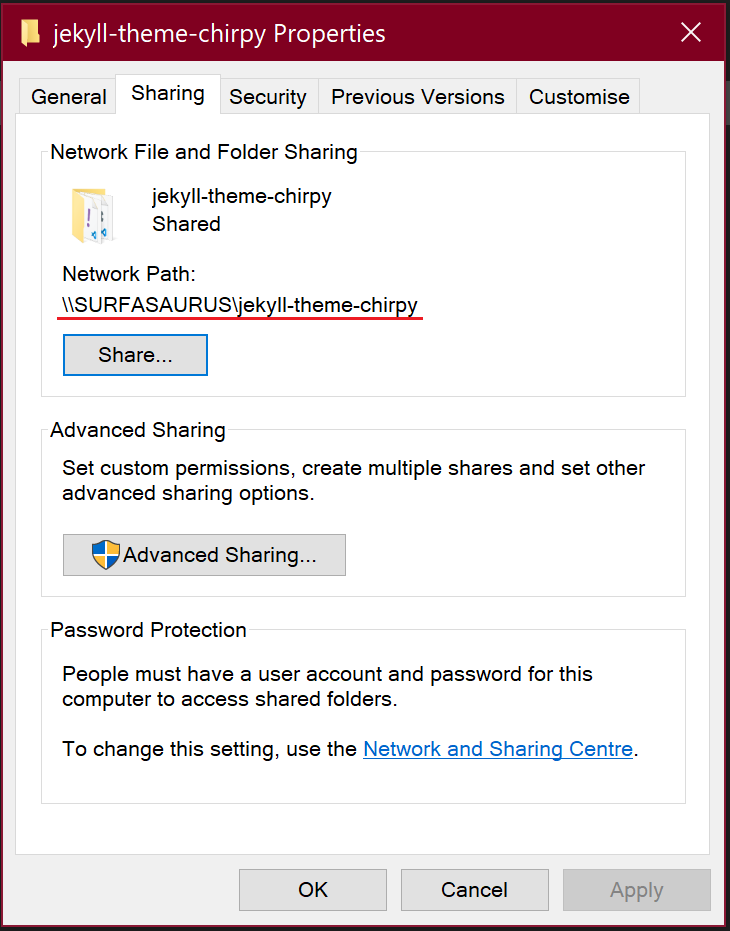 jekyll-theme-chirpy Properties
General Sharing Security Previous Versions Customise
Network File and Folder Sharing
jekyll-theme-chirpy
Shared
Network Path:
\\SURFASAURUS\jekyll-theme-chirpy
Share...
Advanced Sharing
Set custom permissions, create multiple shares and set other
advanced sharing options.
Advanced Sharing...
Password Protection
People must have a user account and password for this
computer to access shared folders.
To change this setting, use the Network and Sharing Centre.
OK Cancel Apply